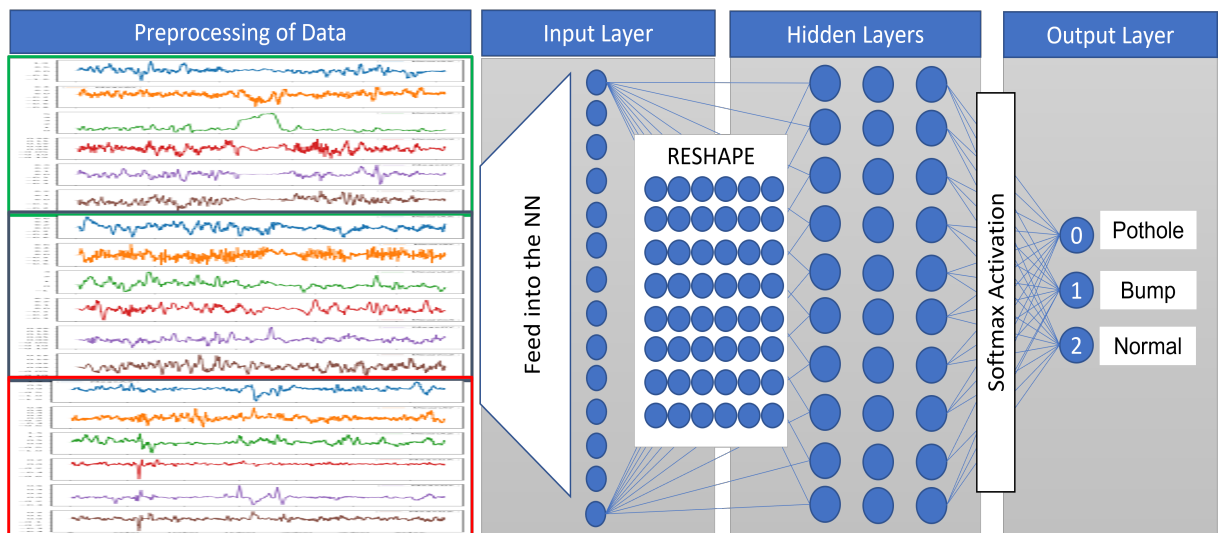 Preprocessing of Data
Input Layer
Hidden Layers
Output Layer
Feed into the NN
RESHAPE
Softmax Activation
0
Pothole
1
Bump
2
Normal